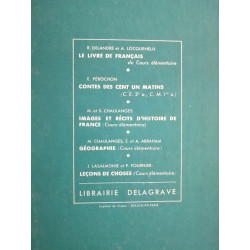 R. DELANDRE et A. LOCQUENEUX
LE LIVRE DE FRANÇAIS
du Cours élémentaire
E. PÉROCHON
CONTES DES CENT UN MATINS
(C. E. 2e a., C. M. 1re a.)
M. et S. CHAULANGES
IMAGES ET RÉCITS D'HISTOIRE DE
FRANCE (Cours élémentaire)
M. CHAULANGES, S. et A. ABRAHAM
GÉOGRAPHIE (Cours élémentaire)
J. LASALMONIE et P. FOURNIER
LEÇONS DE CHOSES (Cours élémentaire)
LIBRAIRIE DELAGRAVE